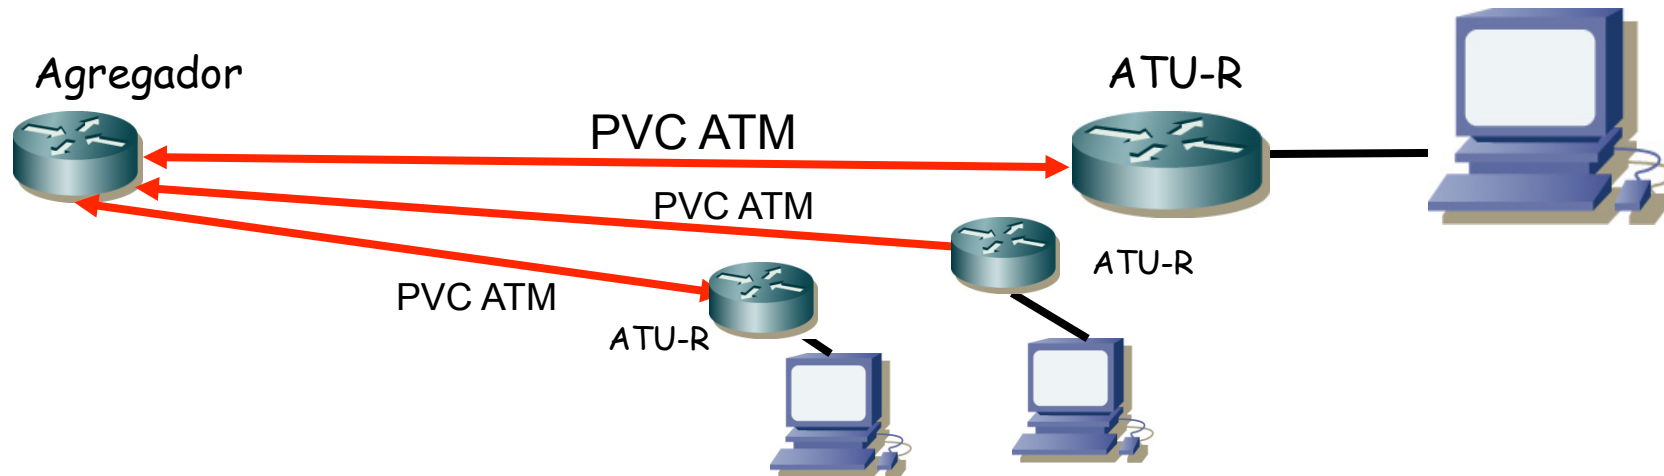 Agregador
ATU-R
PVC ATM
PVC ATM
ATU-R
PVC ATM
ATU-R